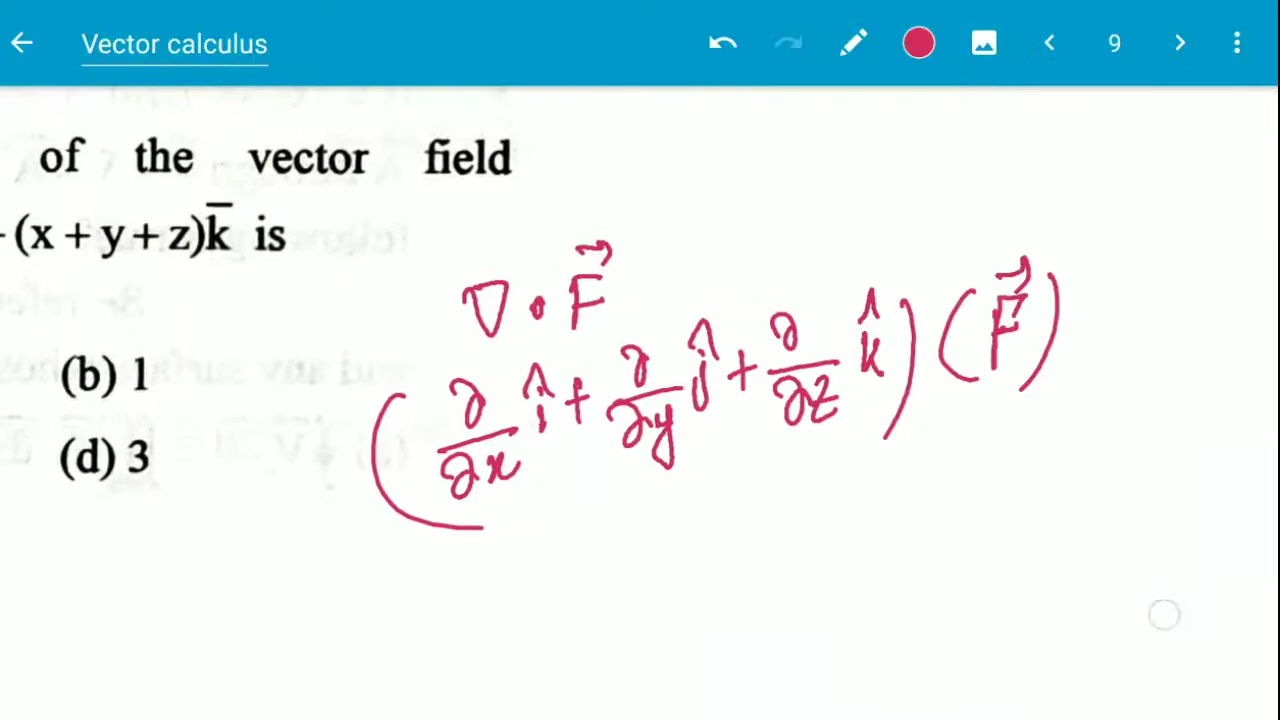 Vector calculus 9
of the vector field
(x + y + z)k̅ is
∇ • F⃗
(∂/∂x î + ∂/∂y ĵ + ∂/∂z k̂) (F⃗)
(b) 1
(d) 3